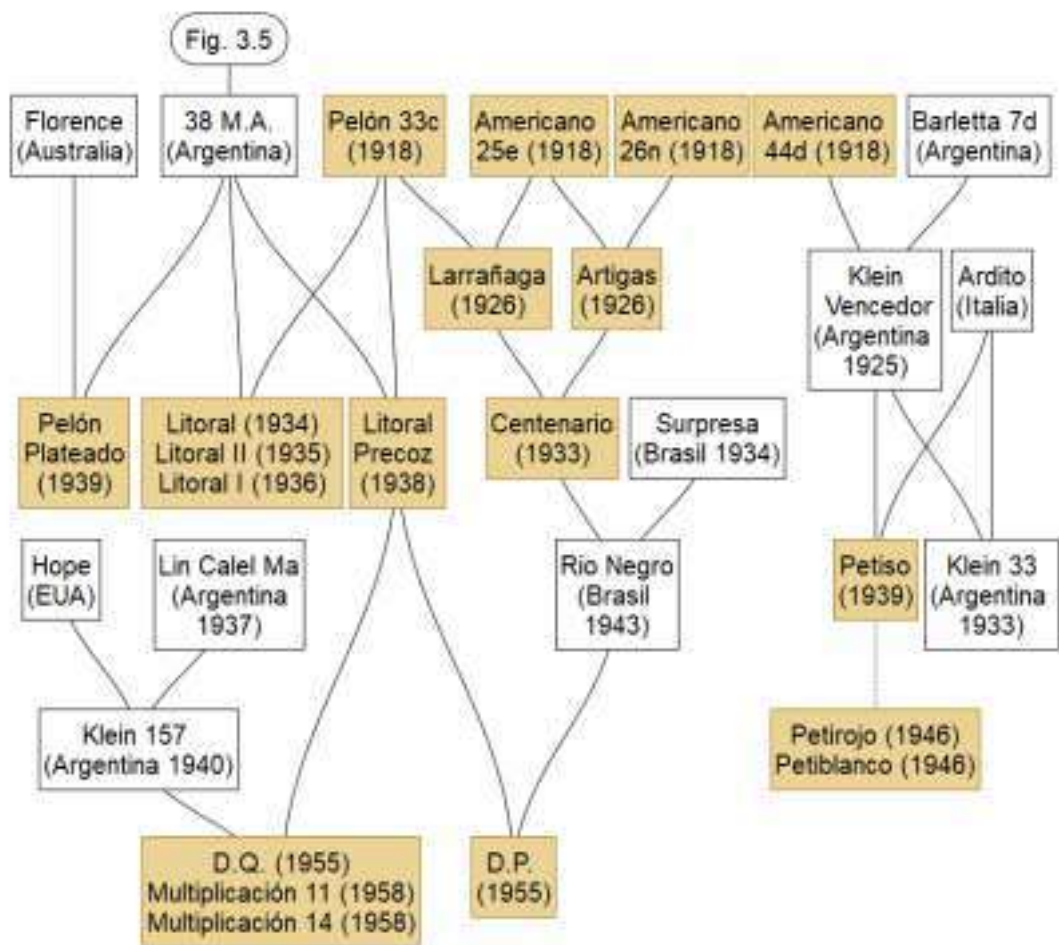 Fig. 3.5
Florence
(Australia)
38 M.A.
(Argentina)
Pelón 33c
(1918)
Americano
25e (1918)
Americano
26n (1918)
Americano
44d (1918)
Barletta 7d
(Argentina)
Larrañaga
(1926)
Artigas
(1926)
Klein
Vencedor
(Argentina
1925)
Ardito
(Italia)
Pelón
Plateado
(1939)
Litoral (1934)
Litoral II (1935)
Litoral I (1936)
Litoral
Precoz
(1938)
Centenario
(1933)
Surpresa
(Brasil 1934)
Hope
(EUA)
Lin Calel Ma
(Argentina
1937)
Rio Negro
(Brasil
1943)
Petiso
(1939)
Klein 33
(Argentina
1933)
Klein 157
(Argentina 1940)
Petirojo (1946)
Petiblanco (1946)
D.Q. (1955)
Multiplicación 11 (1958)
Multiplicación 14 (1958)
D.P.
(1955)